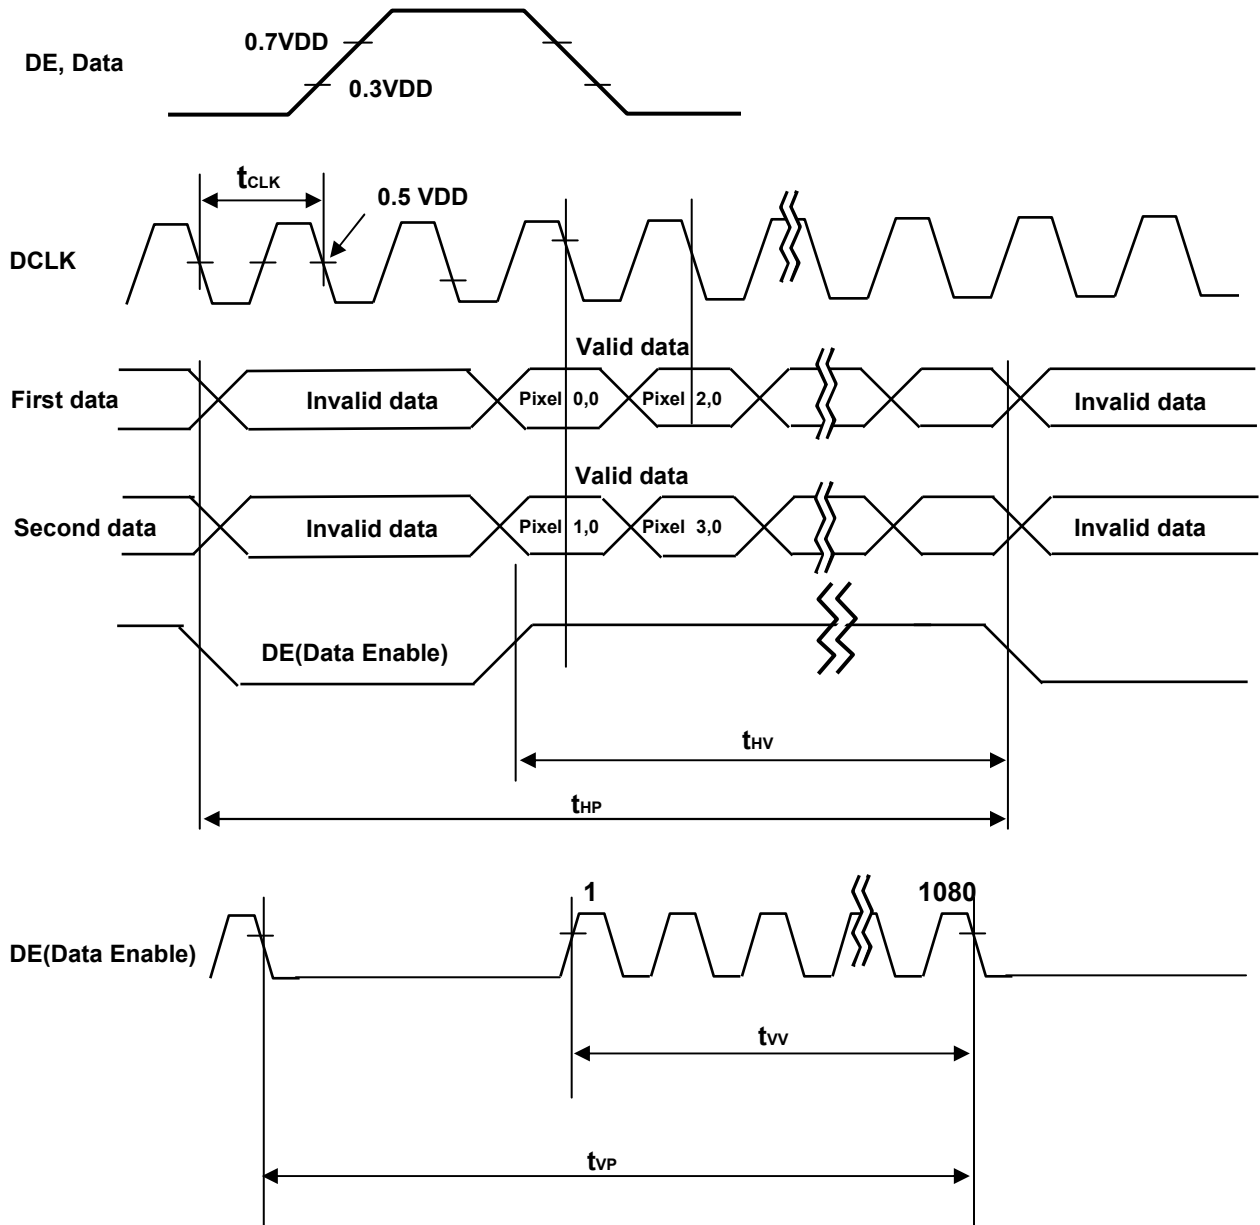 0.7VDD
DE, Data
0.3VDD
tCLK
0.5 VDD
DCLK
Valid data
First data
Invalid data
Pixel 0,0
Pixel 2,0
Invalid data
Valid data
Second data
Invalid data
Pixel 1,0
Pixel 3,0
Invalid data
DE(Data Enable)
tHV
tHP
1
1080
DE(Data Enable)
tVV
tVP